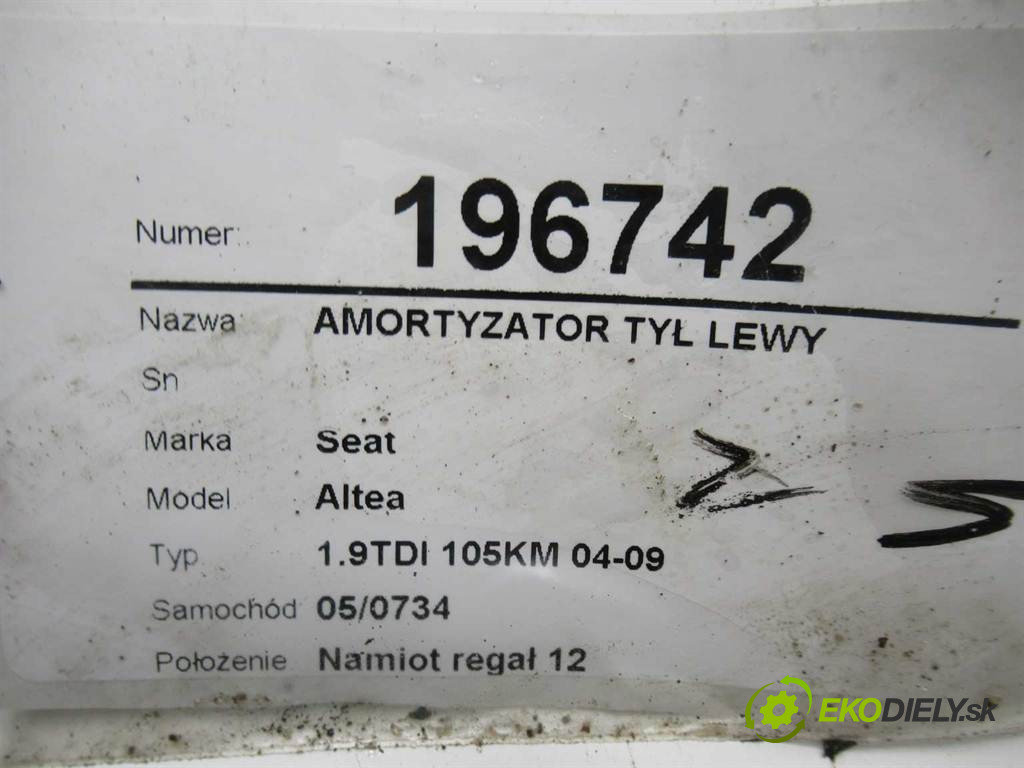 Numer: 196742
Nazwa: AMORTYZATOR TYŁ LEWY
Sn
Marka Seat
Model Altea
Typ 1.9TDI 105KM 04-09
Samochód 05/0734
Położenie Namiot regał 12
EKODIELY.sk